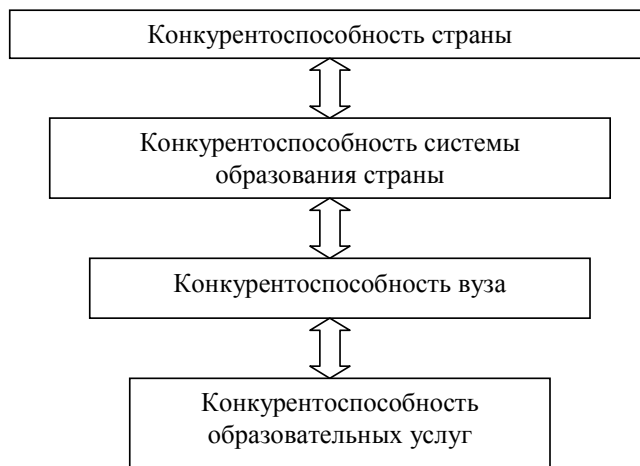 Конкурентоспособность страны
Конкурентоспособность системы
образования страны
Конкурентоспособность вуза
Конкурентоспособность
образовательных услуг